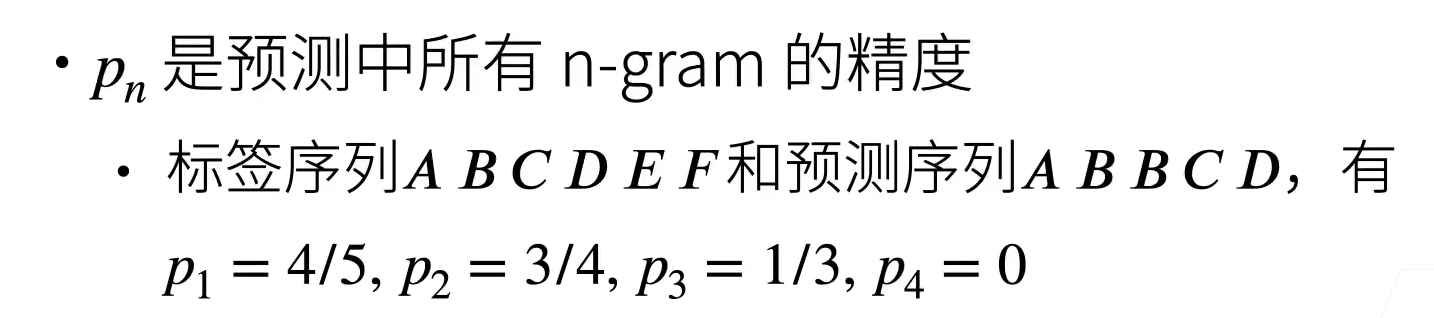 • pₙ 是预测中所有 n-gram 的精度
• 标签序列A B C D E F和预测序列A B B C D，有
p₁ = 4/5, p₂ = 3/4, p₃ = 1/3, p₄ = 0